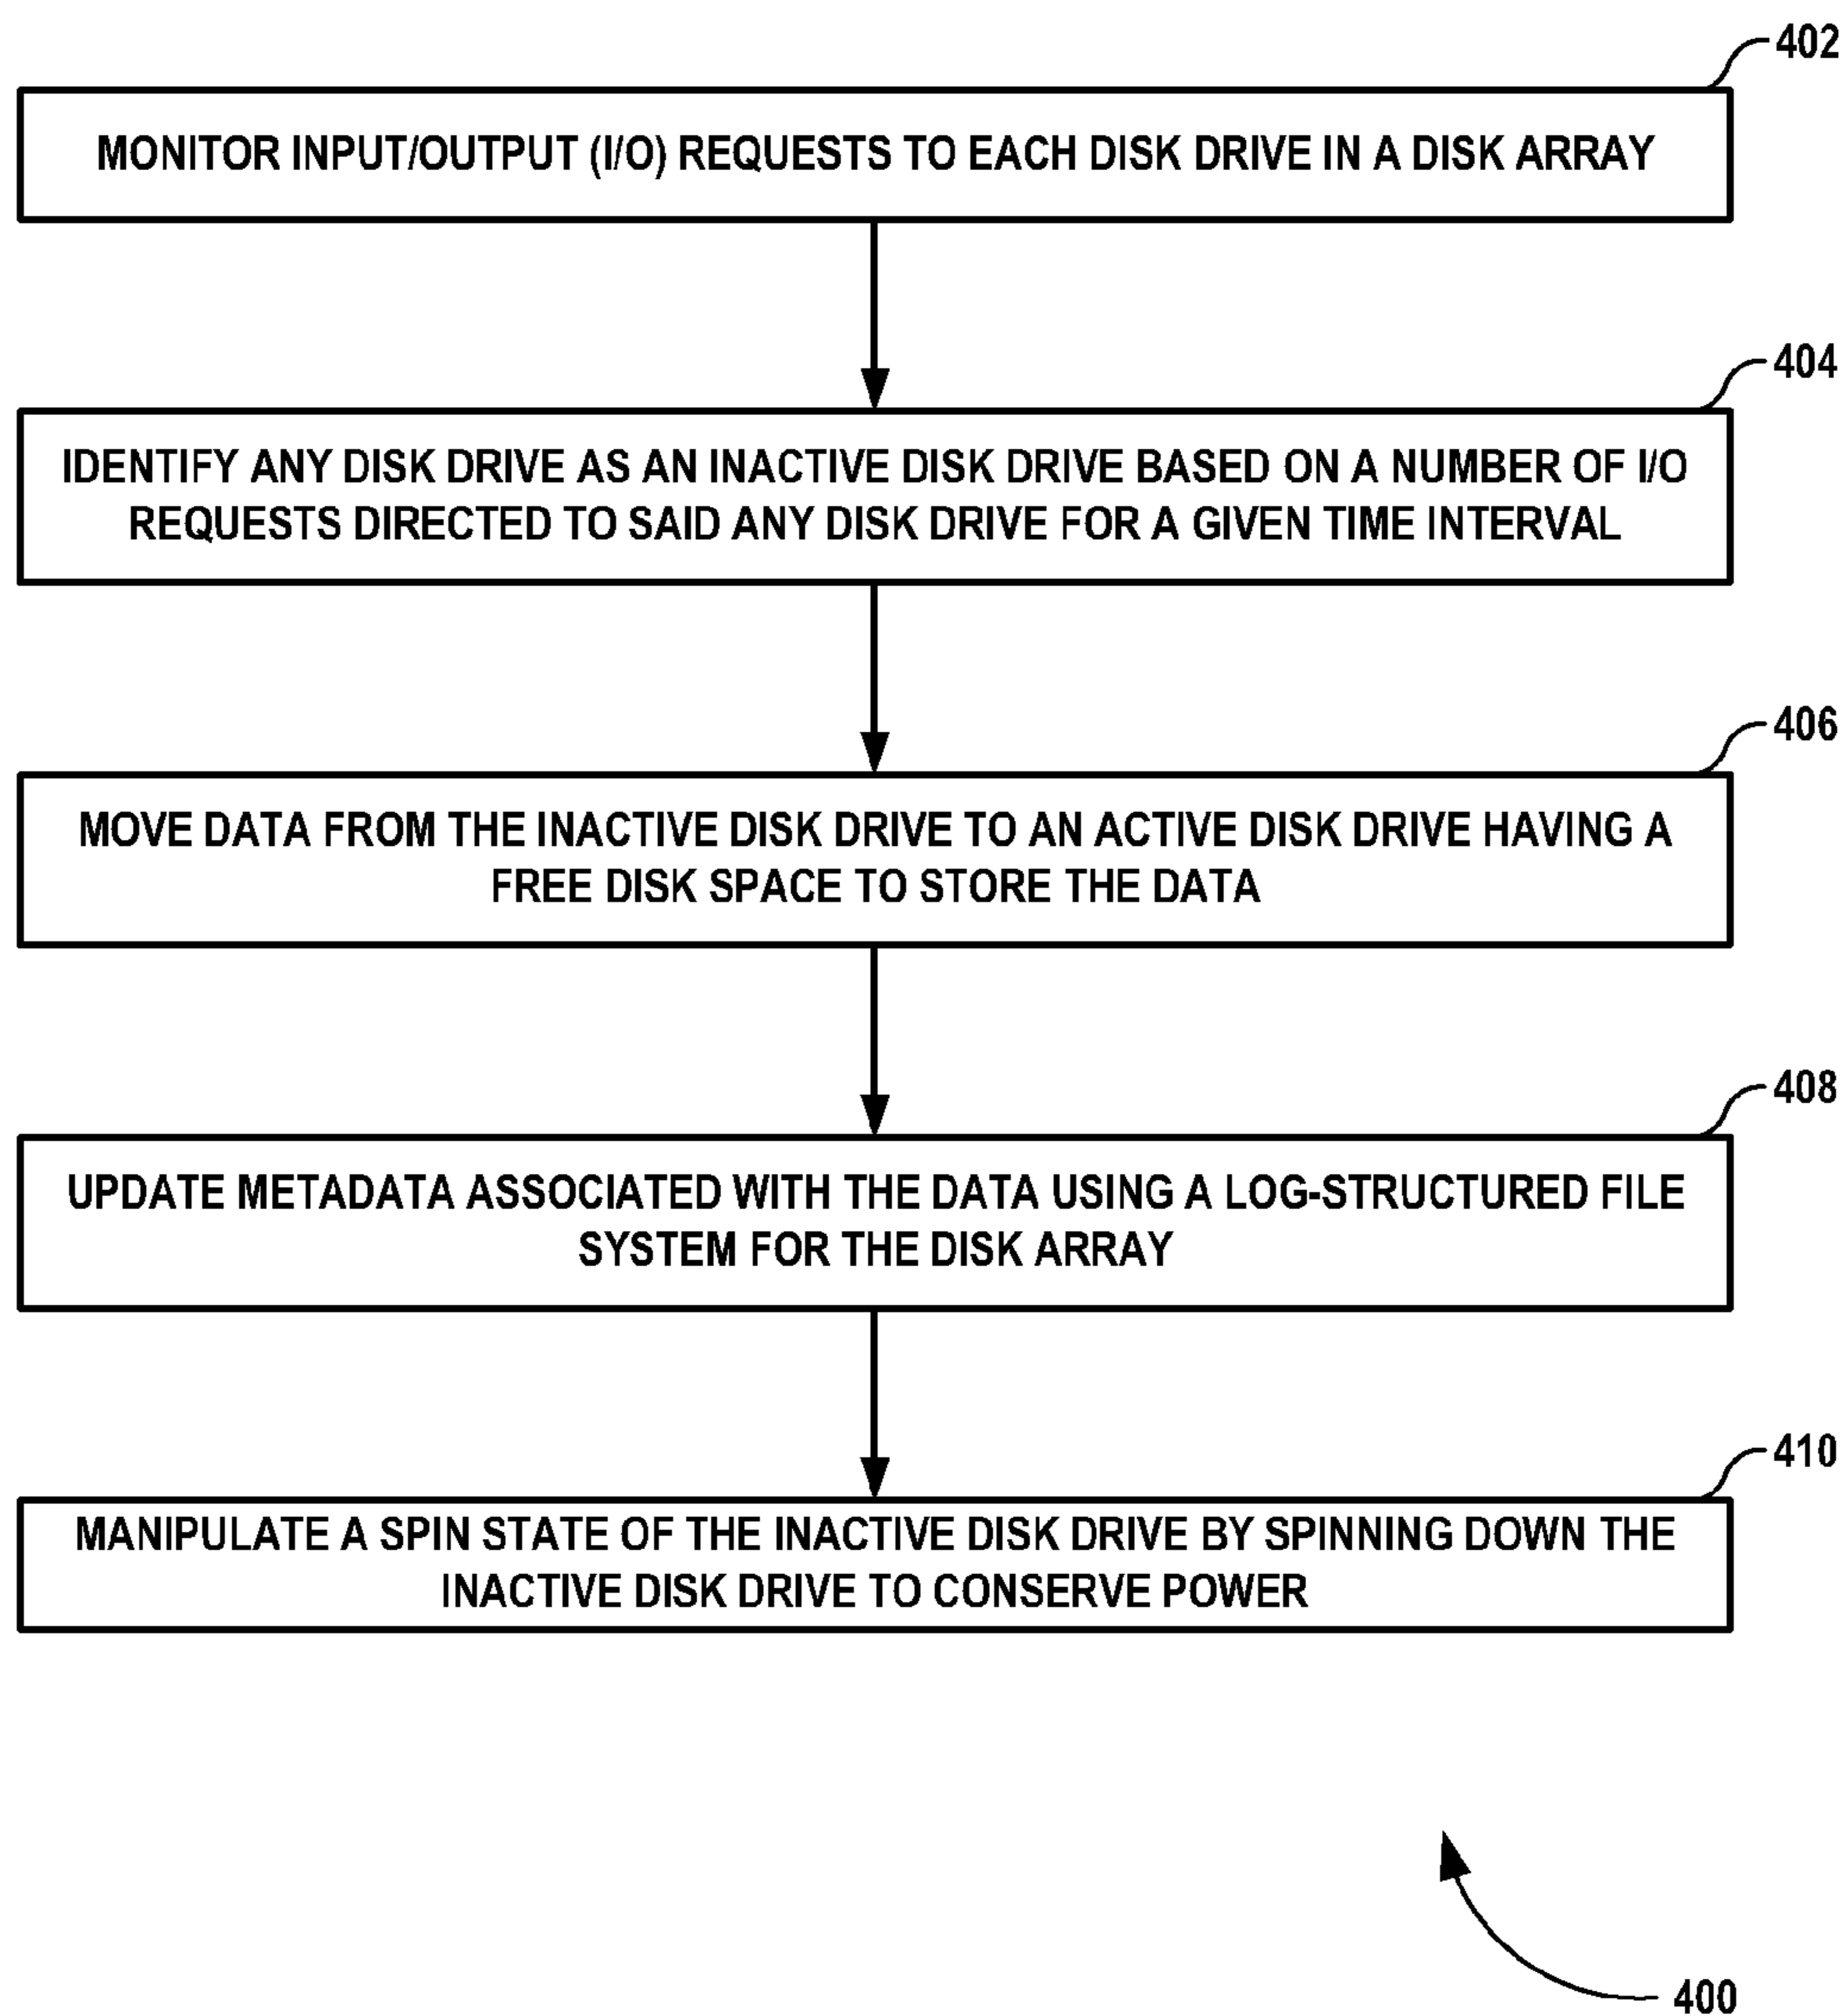 402
MONITOR INPUT/OUTPUT (I/O) REQUESTS TO EACH DISK DRIVE IN A DISK ARRAY
404
IDENTIFY ANY DISK DRIVE AS AN INACTIVE DISK DRIVE BASED ON A NUMBER OF I/O
REQUESTS DIRECTED TO SAID ANY DISK DRIVE FOR A GIVEN TIME INTERVAL
406
MOVE DATA FROM THE INACTIVE DISK DRIVE TO AN ACTIVE DISK DRIVE HAVING A
FREE DISK SPACE TO STORE THE DATA
408
UPDATE METADATA ASSOCIATED WITH THE DATA USING A LOG-STRUCTURED FILE
SYSTEM FOR THE DISK ARRAY
410
MANIPULATE A SPIN STATE OF THE INACTIVE DISK DRIVE BY SPINNING DOWN THE
INACTIVE DISK DRIVE TO CONSERVE POWER
400